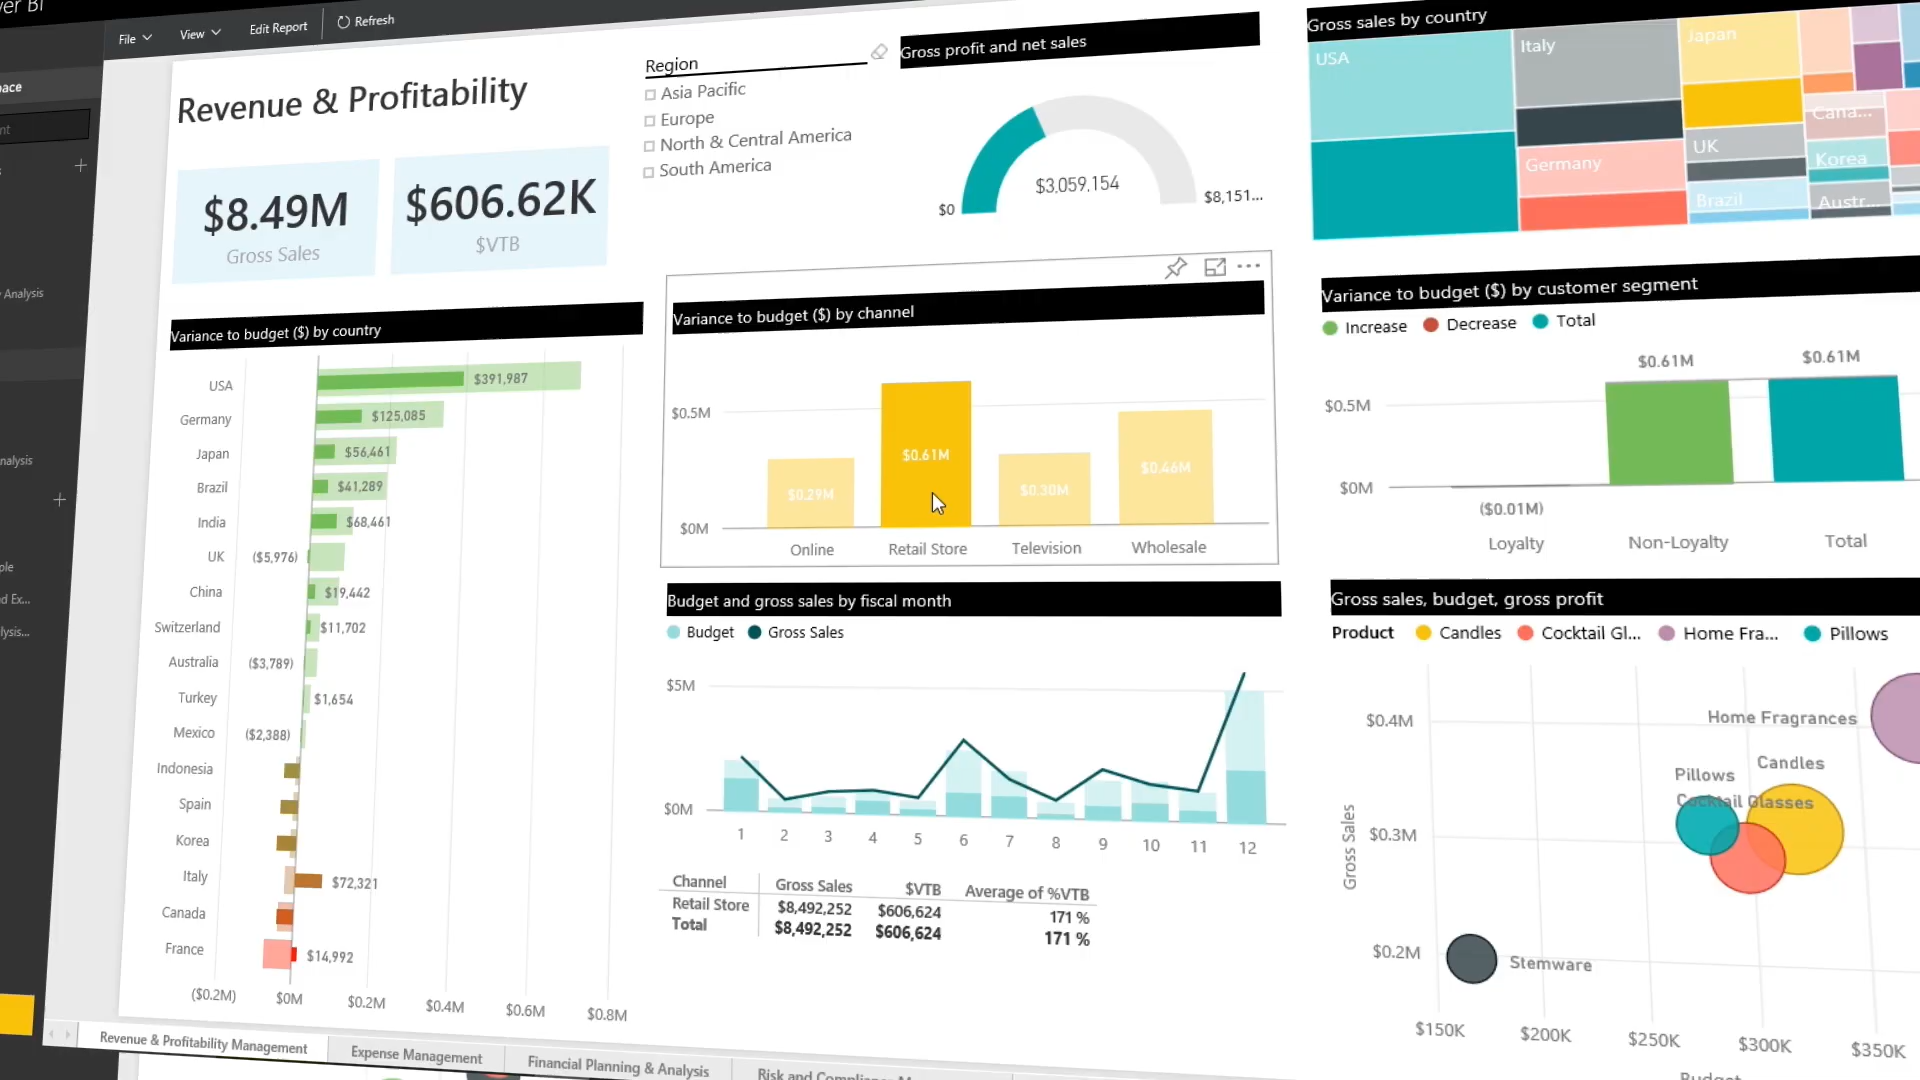 er BI
File
View
Edit Report
Refresh
pace
nt
Analysis
nalysis
ple
d Ex...
lysis...
Revenue & Profitability
$8.49M
Gross Sales
$606.62K
$VTB
Region
Asia Pacific
Europe
North & Central America
South America
Gross profit and net sales
$3,059,154
$0
$8,151...
Gross sales by country
USA
Italy
Japan
Germany
UK
Brazil
Cana...
Korea
Austr...
Variance to budget ($) by country
USA $391,987
Germany $125,085
Japan $56,461
Brazil $41,289
India $68,461
UK ($5,976)
China $19,442
Switzerland $11,702
Australia ($3,789)
Turkey $1,654
Mexico ($2,388)
Indonesia
Spain
Korea
Italy $72,321
Canada
France $14,992
($0.2M) $0M $0.2M $0.4M $0.6M $0.8M
Variance to budget ($) by channel
$0.5M
$0M
$0.29M
$0.61M
$0.30M
$0.46M
Online Retail Store Television Wholesale
Variance to budget ($) by customer segment
Increase Decrease Total
$0.61M $0.61M
$0.5M
$0M
($0.01M)
Loyalty Non-Loyalty Total
Budget and gross sales by fiscal month
Budget Gross Sales
$5M
$0M
1 2 3 4 5 6 7 8 9 10 11 12
Channel Gross Sales $VTB Average of %VTB
Retail Store $8,492,252 $606,624 171 %
Total $8,492,252 $606,624 171 %
Gross sales, budget, gross profit
Product Candles Cocktail Gl... Home Fra... Pillows
Gross Sales
$0.4M
$0.3M
$0.2M
Home Fragrances
Candles
Pillows
Cocktail Glasses
Stemware
$150K $200K $250K $300K $350K
Budget
Revenue & Profitability Management
Expense Management
Financial Planning & Analysis
Risk and Compliance M